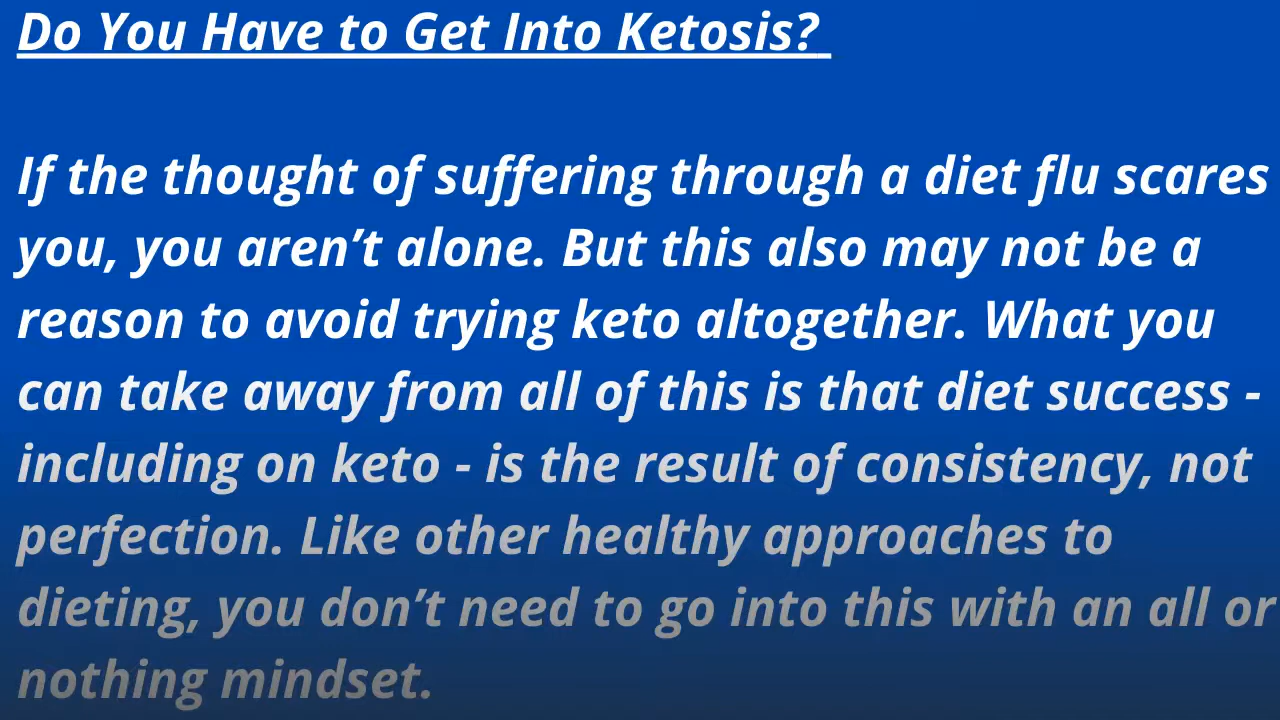 Do You Have to Get Into Ketosis?
If the thought of suffering through a diet flu scares
you, you aren’t alone. But this also may not be a
reason to avoid trying keto altogether. What you
can take away from all of this is that diet success -
including on keto - is the result of consistency, not
perfection. Like other healthy approaches to
dieting, you don’t need to go into this with an all or
nothing mindset.